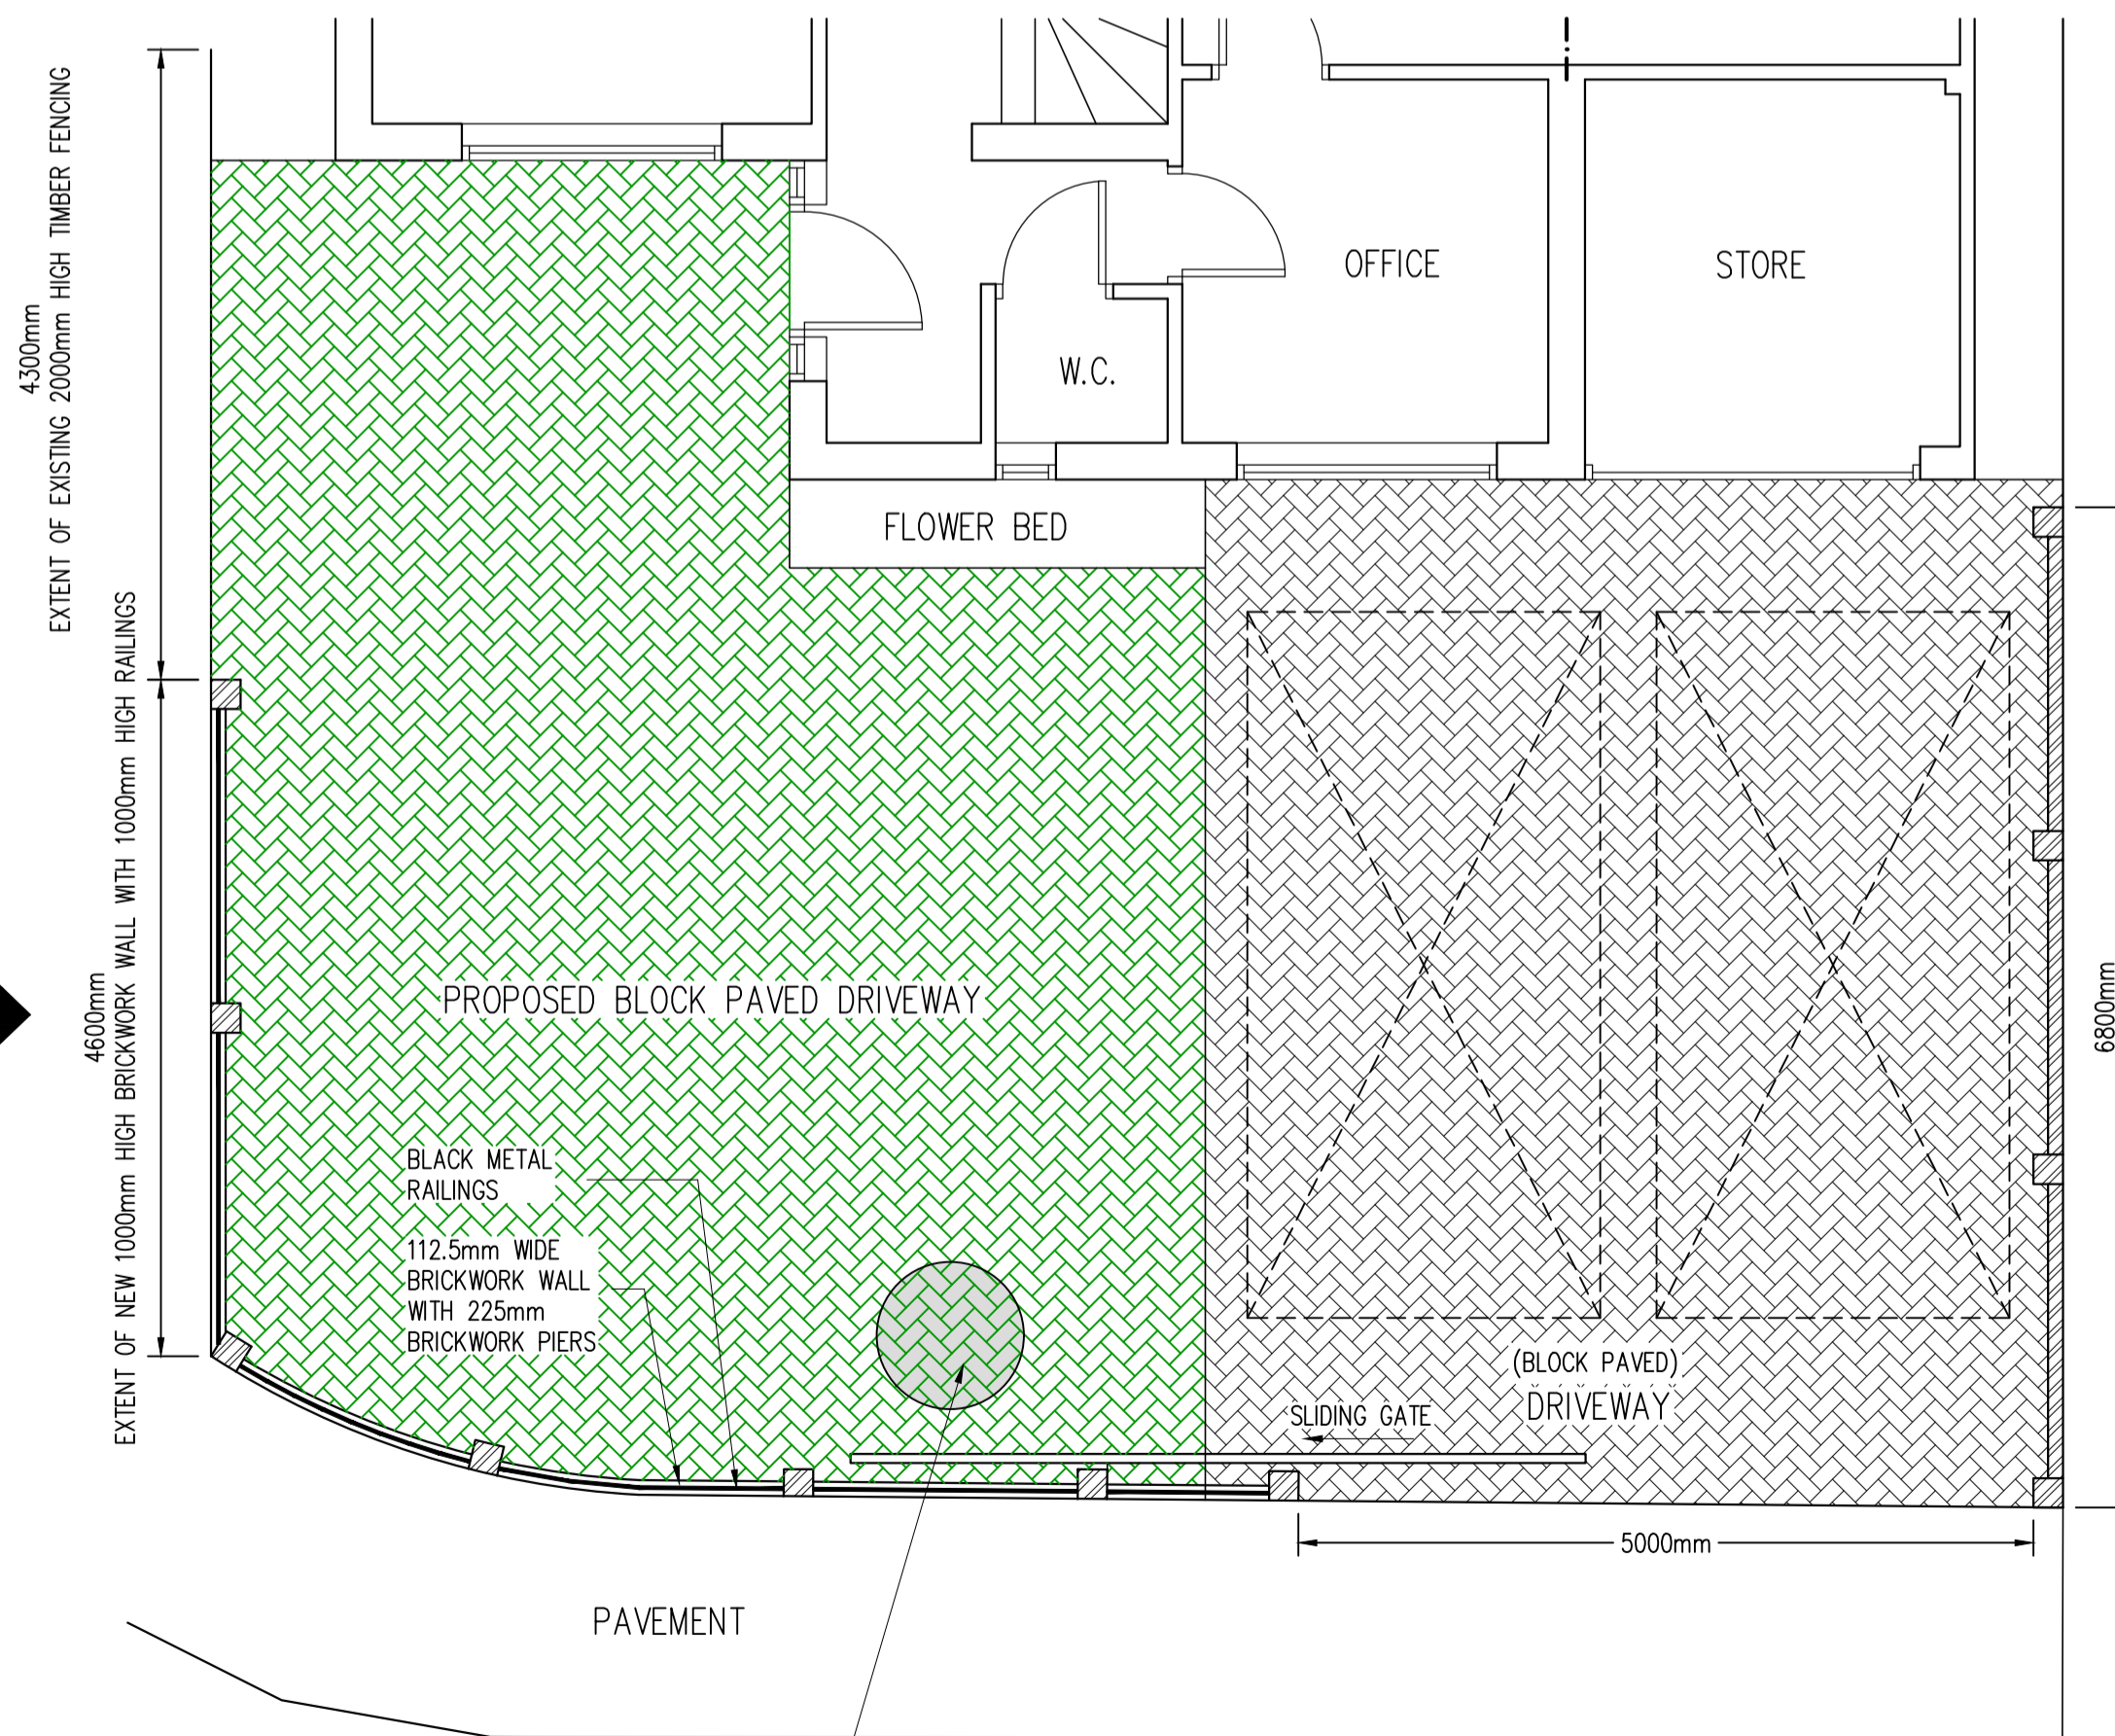 4300mm
EXTENT OF EXISTING 2000mm HIGH TIMBER FENCING
OFFICE
STORE
W.C.
FLOWER BED
4600mm
EXTENT OF NEW 1000mm HIGH BRICKWORK WALL WITH 1000mm HIGH RAILINGS
PROPOSED BLOCK PAVED DRIVEWAY
6800mm
BLACK METAL
RAILINGS
112.5mm WIDE
BRICKWORK WALL
WITH 225mm
BRICKWORK PIERS
(BLOCK PAVED)
DRIVEWAY
SLIDING GATE
5000mm
PAVEMENT